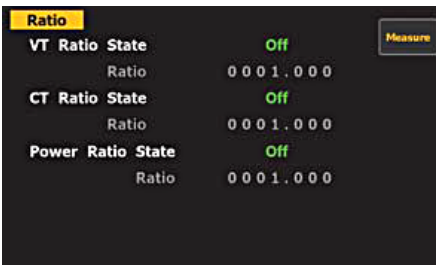 Ratio
Measure
VT Ratio State Off
Ratio 0001.000
CT Ratio State Off
Ratio 0001.000
Power Ratio State Off
Ratio 0001.000